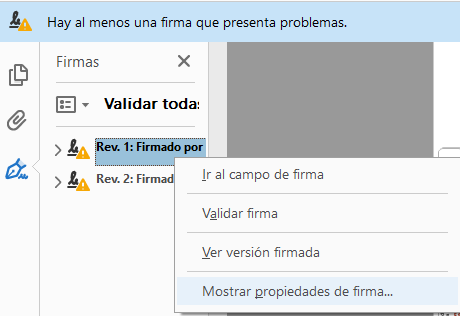 Hay al menos una firma que presenta problemas.
Firmas
Validar todas
Rev. 1: Firmado por
Rev. 2: Firmad
Ir al campo de firma
Validar firma
Ver versión firmada
Mostrar propiedades de firma...